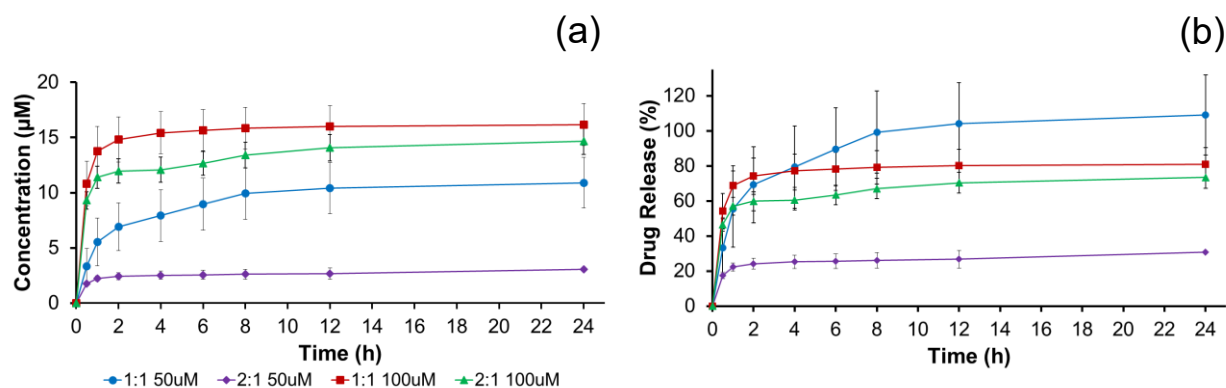 (a)
Concentration (µM)
20
15
10
5
0
0 2 4 6 8 10 12 14 16 18 20 22 24
Time (h)
(b)
Drug Release (%)
120
100
80
60
40
20
0
0 2 4 6 8 10 12 14 16 18 20 22 24
Time (h)
1:1 50uM 2:1 50uM 1:1 100uM 2:1 100uM